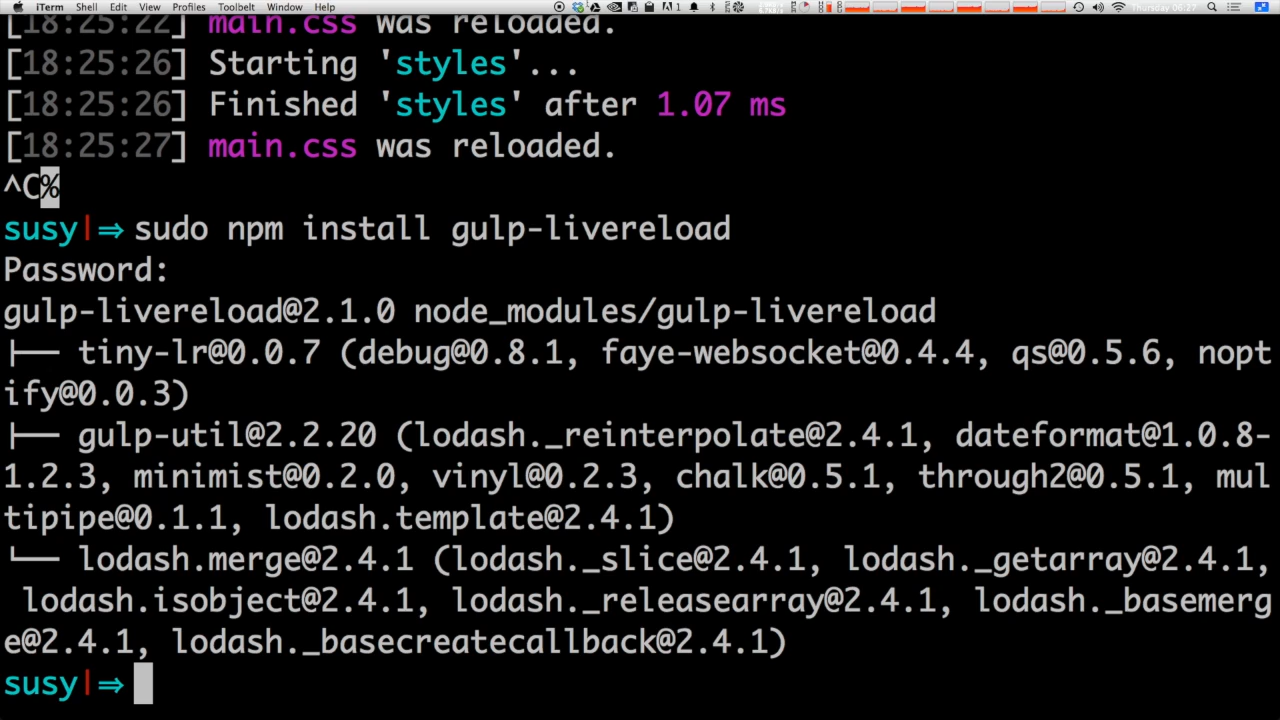 iTerm Shell Edit View Profiles Toolbelt Window Help Thursday 06:27
[18:25:22] main.css was reloaded.
[18:25:26] Starting 'styles'...
[18:25:26] Finished 'styles' after 1.07 ms
[18:25:27] main.css was reloaded.
^C%
susy|⇒ sudo npm install gulp-livereload
Password:
gulp-livereload@2.1.0 node_modules/gulp-livereload
├── tiny-lr@0.0.7 (debug@0.8.1, faye-websocket@0.4.4, qs@0.5.6, nopt
ify@0.0.3)
├── gulp-util@2.2.20 (lodash._reinterpolate@2.4.1, dateformat@1.0.8-
1.2.3, minimist@0.2.0, vinyl@0.2.3, chalk@0.5.1, through2@0.5.1, mul
tipipe@0.1.1, lodash.template@2.4.1)
└── lodash.merge@2.4.1 (lodash._slice@2.4.1, lodash._getarray@2.4.1,
lodash.isobject@2.4.1, lodash._releasearray@2.4.1, lodash._basemerg
e@2.4.1, lodash._basecreatecallback@2.4.1)
susy|⇒